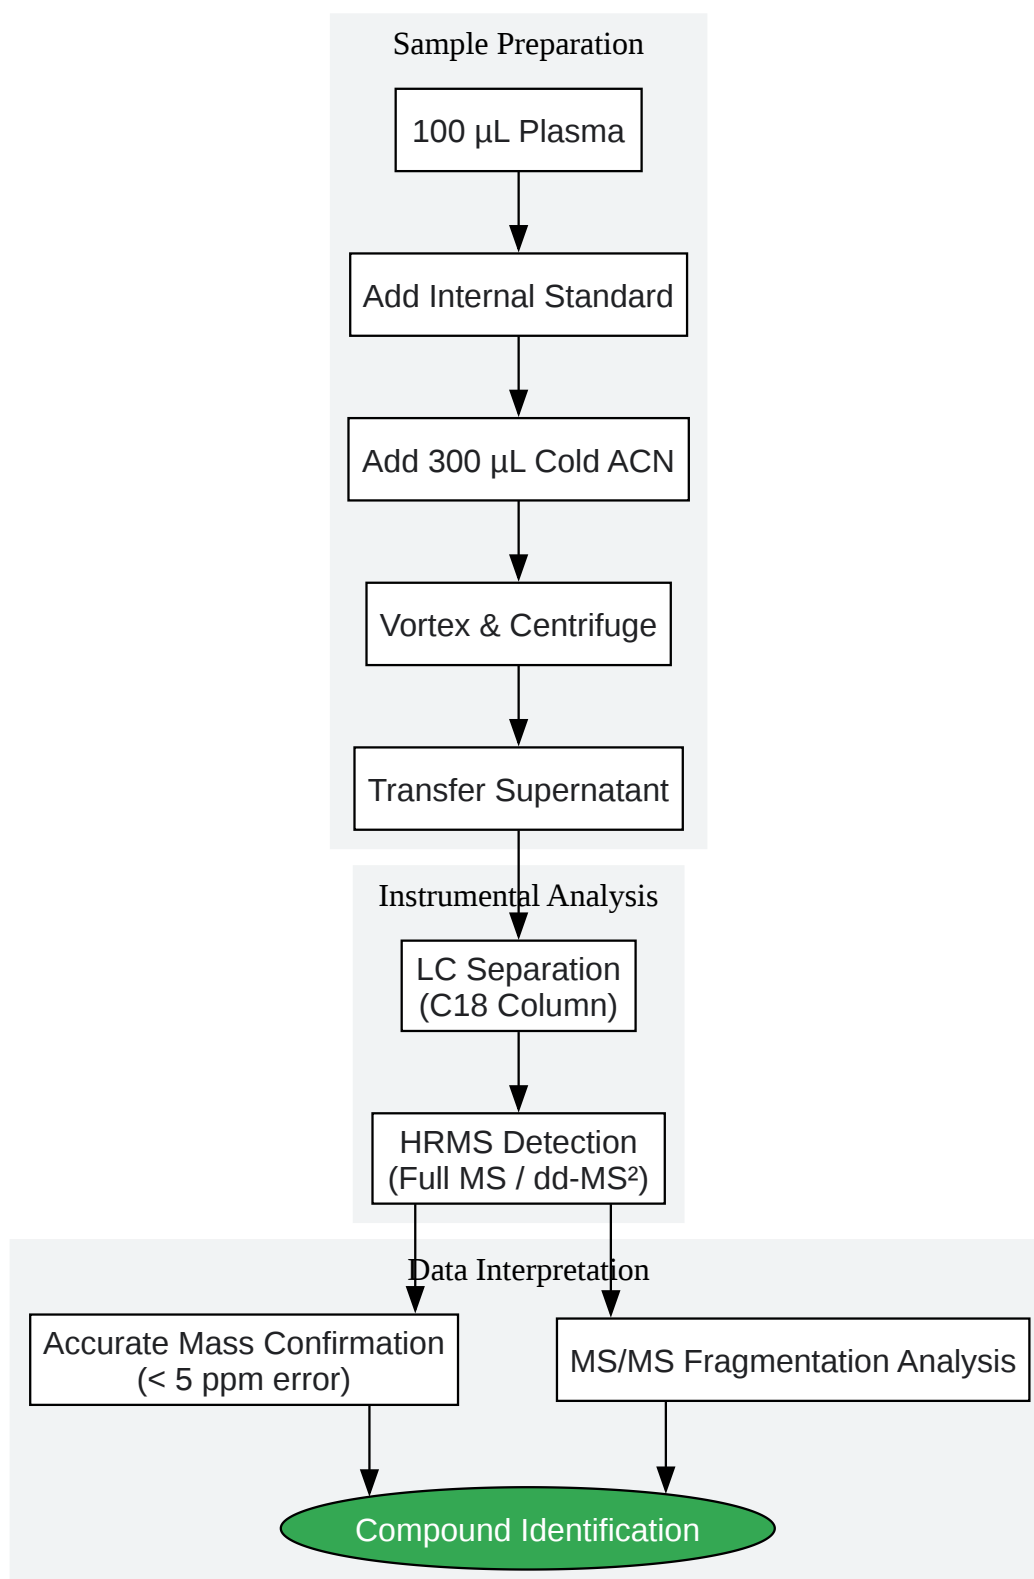 Sample Preparation
100 µL Plasma
Add Internal Standard
Add 300 µL Cold ACN
Vortex & Centrifuge
Transfer Supernatant
Instrumental Analysis
LC Separation
(C18 Column)
HRMS Detection
(Full MS / dd-MS²)
Data Interpretation
Accurate Mass Confirmation
(< 5 ppm error)
MS/MS Fragmentation Analysis
Compound Identification